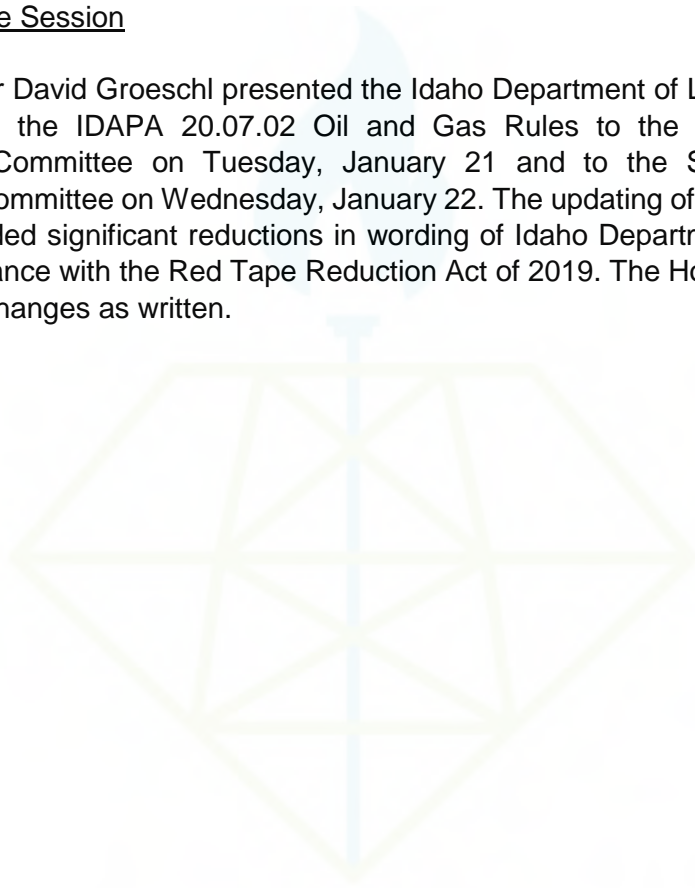 e Session
r David Groeschl presented the Idaho Department of L
the IDAPA 20.07.02 Oil and Gas Rules to the
Committee on Tuesday, January 21 and to the S
ommittee on Wednesday, January 22. The updating of
led significant reductions in wording of Idaho Departm
ance with the Red Tape Reduction Act of 2019. The Ho
hanges as written.